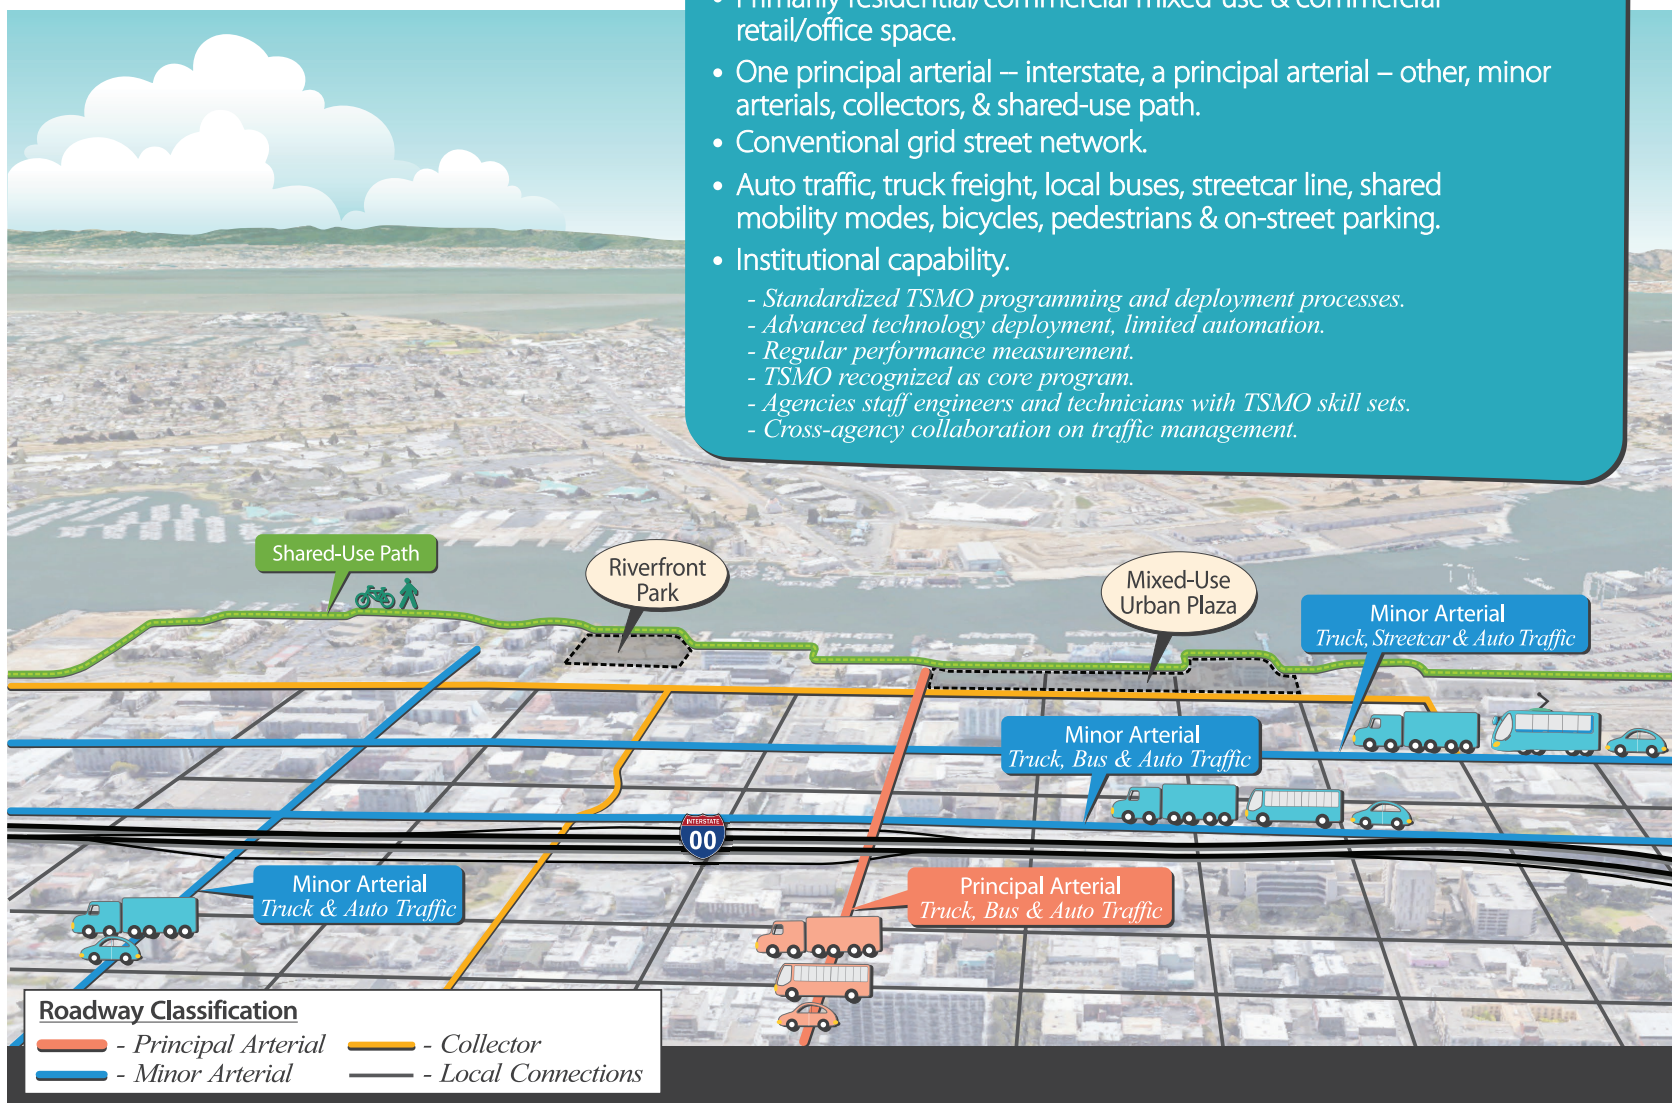 • Primarily residential/commercial mixed-use & commercial
retail/office space.
• One principal arterial – interstate, a principal arterial – other, minor
arterials, collectors, & shared-use path.
• Conventional grid street network.
• Auto traffic, truck freight, local buses, streetcar line, shared
mobility modes, bicycles, pedestrians & on-street parking.
• Institutional capability.
- Standardized TSMO programming and deployment processes.
- Advanced technology deployment, limited automation.
- Regular performance measurement.
- TSMO recognized as core program.
- Agencies staff engineers and technicians with TSMO skill sets.
- Cross-agency collaboration on traffic management.
Shared-Use Path
Riverfront
Park
Mixed-Use
Urban Plaza
Minor Arterial
Truck, Streetcar & Auto Traffic
Minor Arterial
Truck, Bus & Auto Traffic
INTERSTATE
00
Minor Arterial
Truck & Auto Traffic
Principal Arterial
Truck, Bus & Auto Traffic
Roadway Classification
- Principal Arterial
- Collector
- Minor Arterial
- Local Connections